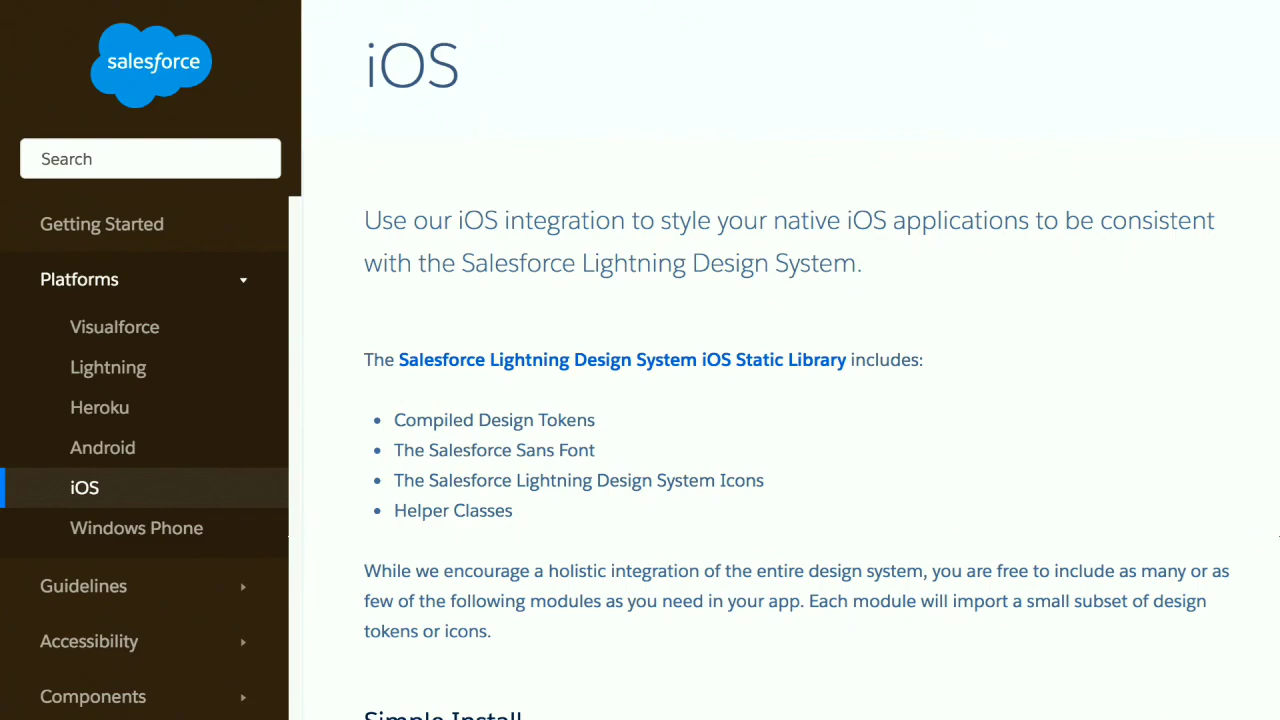 salesforce
Search
Getting Started
Platforms
Visualforce
Lightning
Heroku
Android
iOS
Windows Phone
Guidelines
Accessibility
Components
iOS
Use our iOS integration to style your native iOS applications to be consistent
with the Salesforce Lightning Design System.
The Salesforce Lightning Design System iOS Static Library includes:
• Compiled Design Tokens
• The Salesforce Sans Font
• The Salesforce Lightning Design System Icons
• Helper Classes
While we encourage a holistic integration of the entire design system, you are free to include as many or as
few of the following modules as you need in your app. Each module will import a small subset of design
tokens or icons.
Simple Install